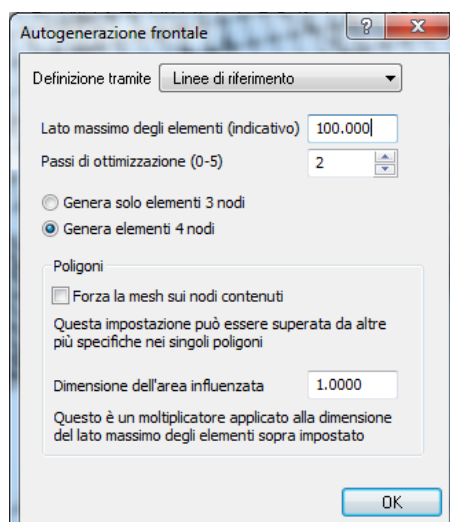 Autogenerazione frontale
?
X
Definizione tramite Linee di riferimento
Lato massimo degli elementi (indicativo) 100.000
Passi di ottimizzazione (0-5) 2
Genera solo elementi 3 nodi
Genera elementi 4 nodi
Poligoni
Forza la mesh sui nodi contenuti
Questa impostazione può essere superata da altre
più specifiche nei singoli poligoni
Dimensione dell'area influenzata 1.0000
Questo è un moltiplicatore applicato alla dimensione
del lato massimo degli elementi sopra impostato
OK